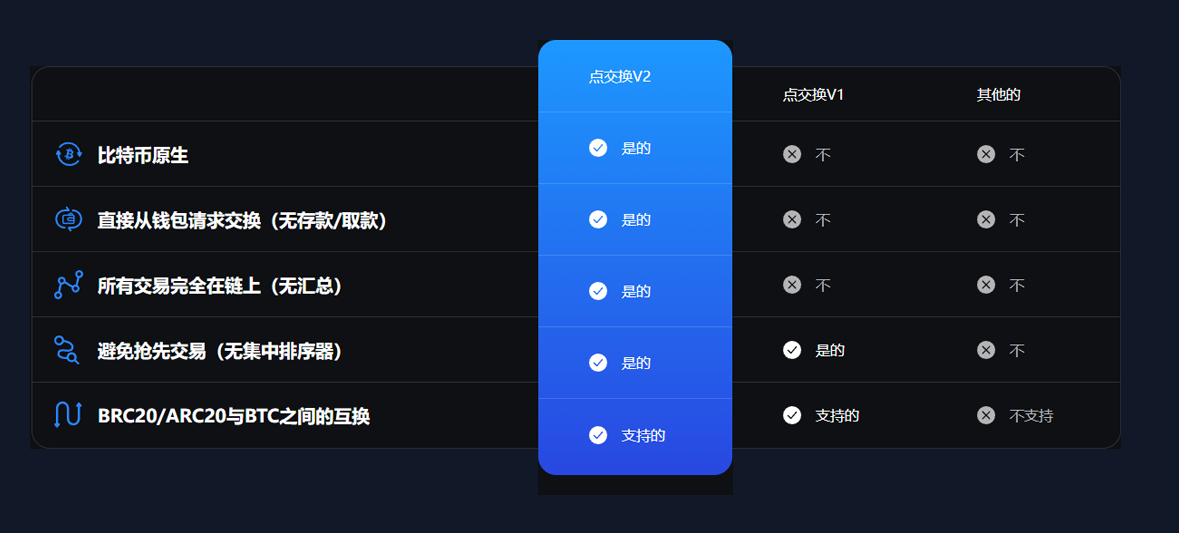 点交换V2
点交换V1
其他的
比特币原生
是的
不
不
直接从钱包请求交换（无存款/取款）
是的
不
不
所有交易完全在链上（无汇总）
是的
不
不
避免抢先交易（无集中排序器）
是的
是的
不
BRC20/ARC20与BTC之间的互换
支持的
支持的
不支持